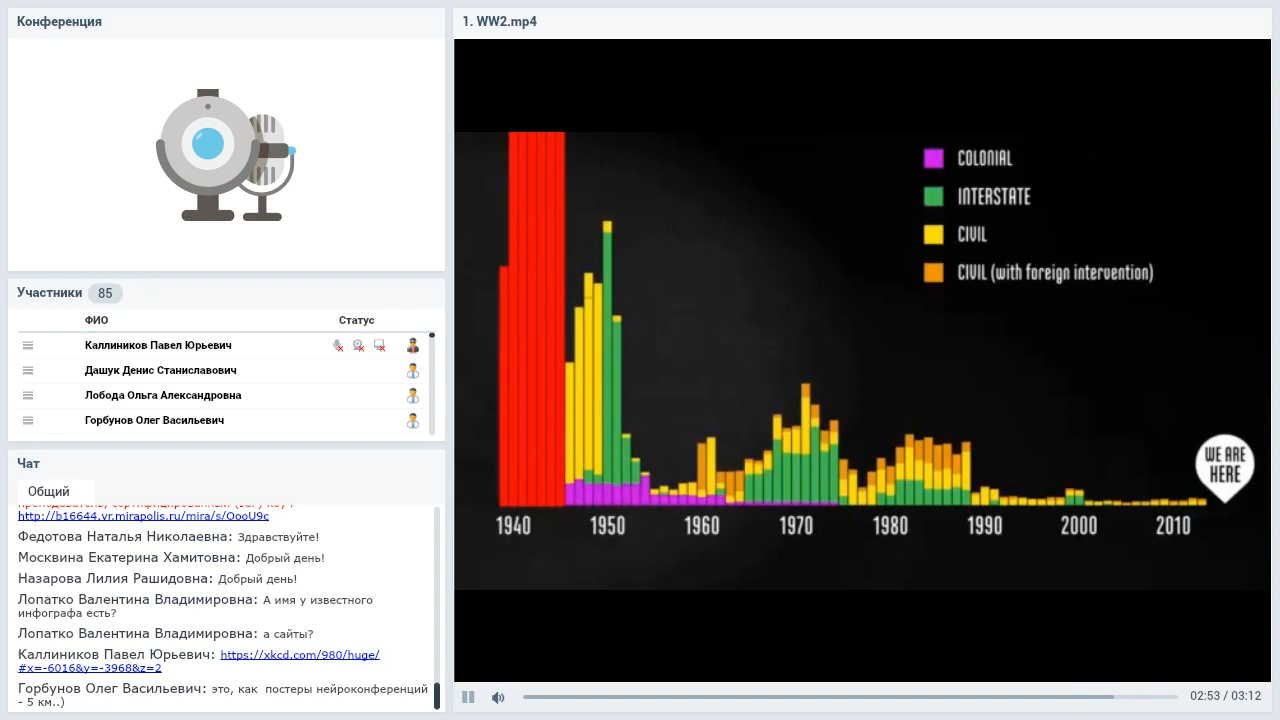 Конференция
Участники 85
ФИО Статус
Каллиников Павел Юрьевич
Дашук Денис Станиславович
Лобода Ольга Александровна
Горбунов Олег Васильевич
Чат
Общий
http://b16644.vr.mirapolis.ru/mira/s/OooU9c
Федотова Наталья Николаевна: Здравствуйте!
Москвина Екатерина Хамитовна: Добрый день!
Назарова Лилия Рашидовна: Добрый день!
Лопатко Валентина Владимировна: А имя у известного
инфографа есть?
Лопатко Валентина Владимировна: а сайты?
Каллиников Павел Юрьевич: https://xkcd.com/980/huge/
#x=-6016&y=-3968&z=2
Горбунов Олег Васильевич: это, как постеры нейроконференций
- 5 км..)
1. WW2.mp4
COLONIAL
INTERSTATE
CIVIL
CIVIL (with foreign intervention)
WE ARE
HERE
1940 1950 1960 1970 1980 1990 2000 2010
02:53 / 03:12